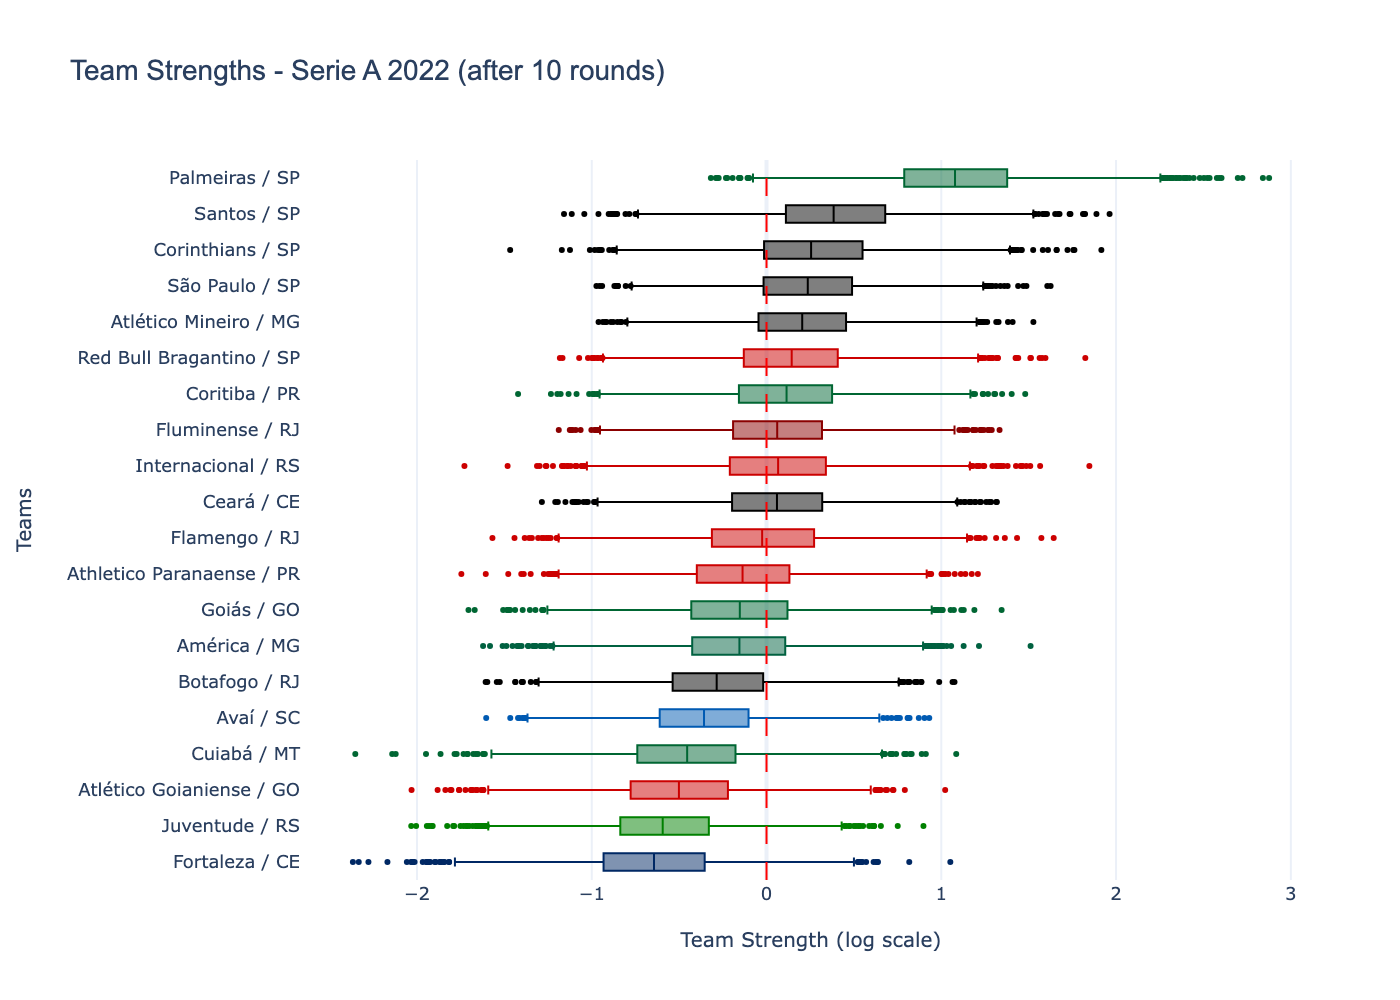 Team Strengths - Serie A 2022 (after 10 rounds)
Palmeiras / SP
Santos / SP
Corinthians / SP
São Paulo / SP
Atlético Mineiro / MG
Red Bull Bragantino / SP
Coritiba / PR
Fluminense / RJ
Internacional / RS
Ceará / CE
Flamengo / RJ
Athletico Paranaense / PR
Goiás / GO
América / MG
Botafogo / RJ
Avaí / SC
Cuiabá / MT
Atlético Goianiense / GO
Juventude / RS
Fortaleza / CE
Teams
−2 −1 0 1 2 3
Team Strength (log scale)